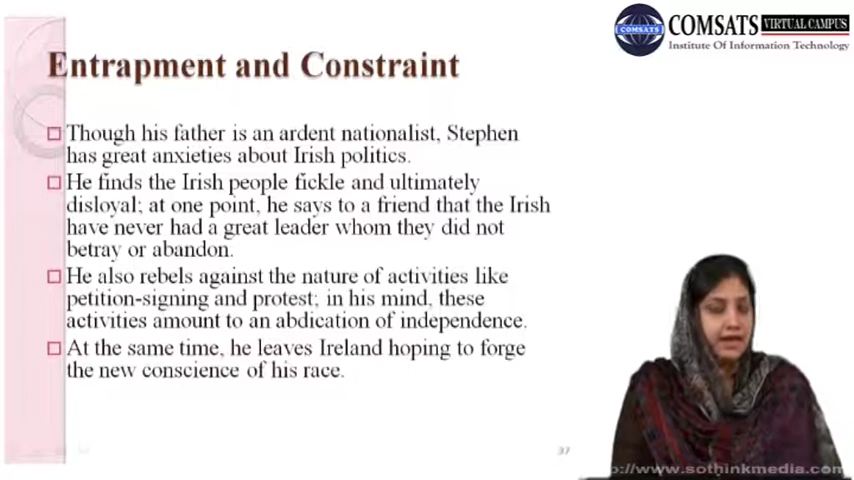 COMSATS VIRTUAL CAMPUS
COMSATS
Institute Of Information Technology
Entrapment and Constraint
Though his father is an ardent nationalist, Stephen
has great anxieties about Irish politics.
He finds the Irish people fickle and ultimately
disloyal; at one point, he says to a friend that the Irish
have never had a great leader whom they did not
betray or abandon.
He also rebels against the nature of activities like
petition-signing and protest; in his mind, these
activities amount to an abdication of independence.
At the same time, he leaves Ireland hoping to forge
the new conscience of his race.
37
p://www.sothinkmedia.com